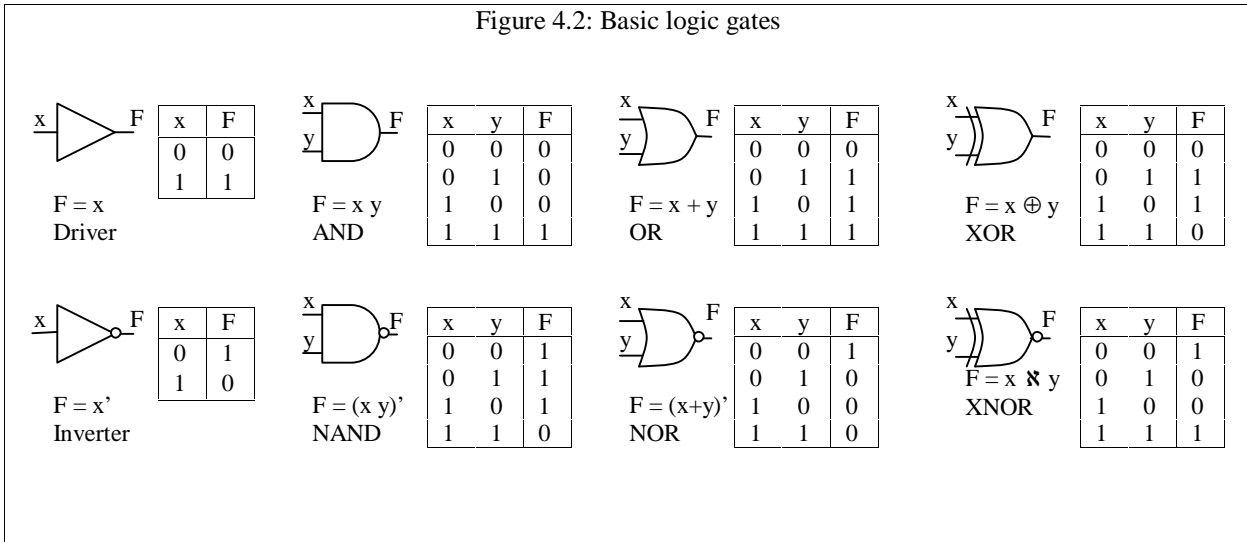 Figure 4.2: Basic logic gates
x F
x F
0 0
1 1
F = x
Driver
x
y
F
x y F
0 0 0
0 1 0
1 0 0
1 1 1
F = x y
AND
x
y
F
x y F
0 0 0
0 1 1
1 0 1
1 1 1
F = x + y
OR
x
y
F
x y F
0 0 0
0 1 1
1 0 1
1 1 0
F = x ⊕ y
XOR
x F
x F
0 1
1 0
F = x’
Inverter
x
y
F
x y F
0 0 1
0 1 1
1 0 1
1 1 0
F = (x y)’
NAND
x
y
F
x y F
0 0 1
0 1 0
1 0 0
1 1 0
F = (x+y)’
NOR
x
y
F
x y F
0 0 1
0 1 0
1 0 0
1 1 1
F = x ℵ y
XNOR